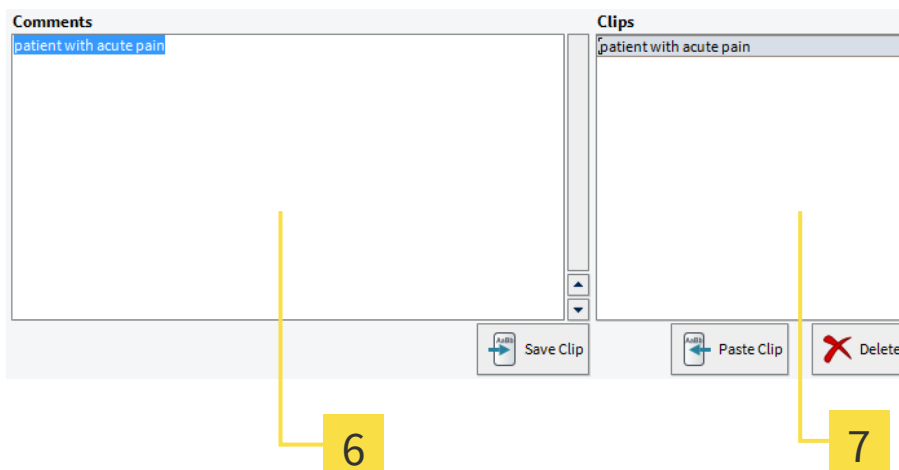 Comments
patient with acute pain
Clips
patient with acute pain
Save Clip
Paste Clip
Delete
6
7